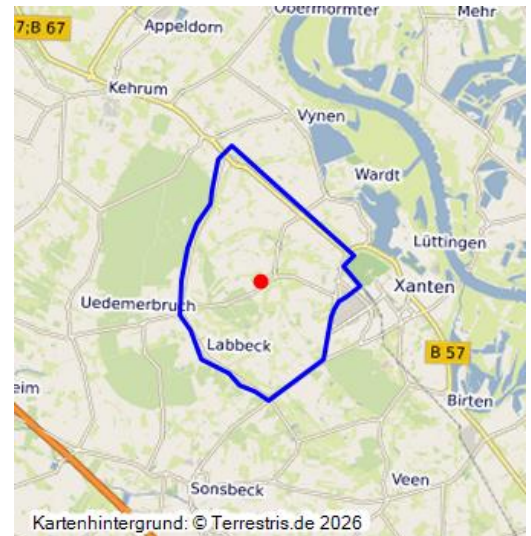 Obermörmter
Mehr
7;B 67
Appeldorn
Kehrum
Vynen
Wardt
Lüttingen
Xanten
Uedemerbruch
Labbeck
B 57
Birten
eim
Veen
Sonsbeck
Kartenhintergrund: © Terrestris.de 2026